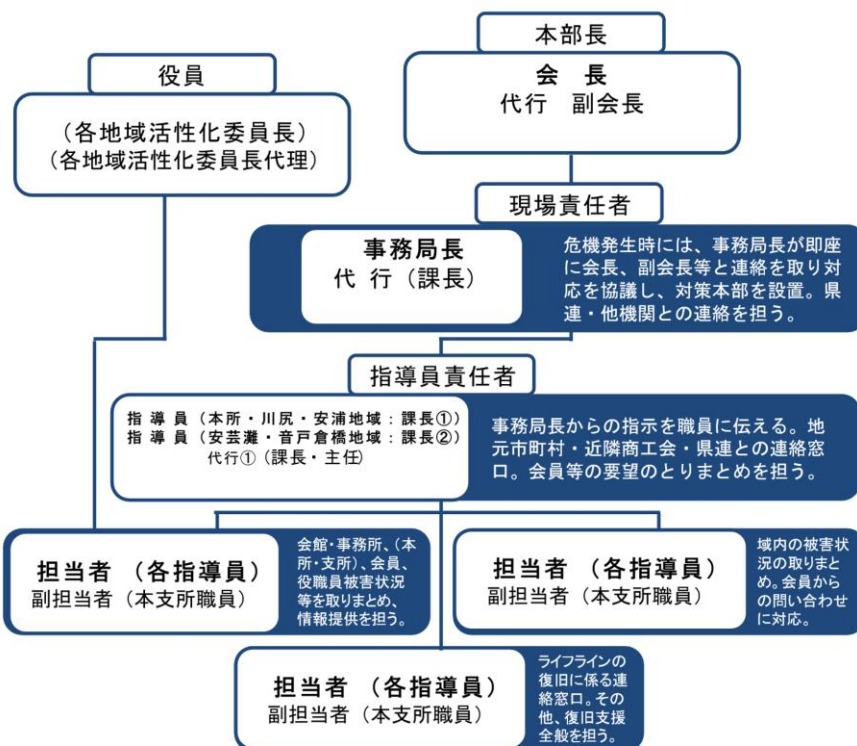 本部長
会　長
代行　副会長
役員
（各地域活性化委員長）
（各地域活性化委員長代理）
現場責任者
事務局長
代 行（課長）
危機発生時には、事務局長が即座
に会長、副会長等と連絡を取り対
応を協議し、対策本部を設置。県
連・他機関との連絡を担う。
指導員責任者
指 導 員（本所・川尻・安浦地域：課長①）
指 導 員（安芸灘・音戸倉橋地域：課長②）
代行①（課長・主任）
事務局長からの指示を職員に伝える。地
元市町村・近隣商工会・県連との連絡窓
口。会員等の要望のとりまとめを担う。
担当者　（各指導員）
副担当者（本支所職員）
会館・事務所、（本
所・支所）、会員、
役職員被害状況
等を取りまとめ、
情報提供を担う。
担当者　（各指導員）
副担当者（本支所職員）
域内の被害状
況の取りまと
め。会員から
の問い合わせ
に対応。
担当者　（各指導員）
副担当者（本支所職員）
ライフラインの
復旧に係る連
絡窓口。その
他、復旧支援
全般を担う。